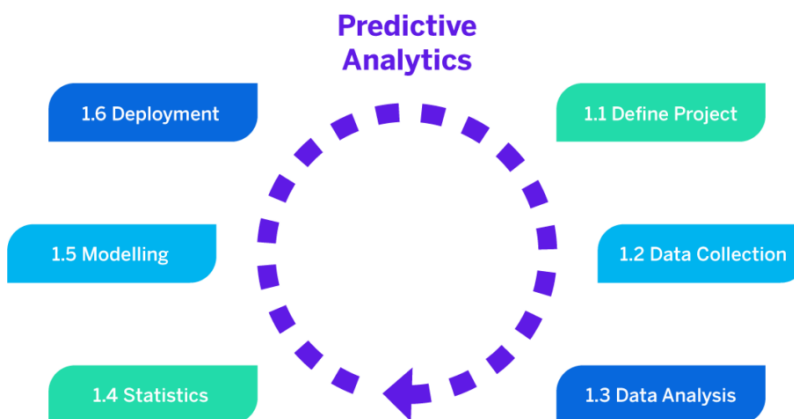 Predictive
Analytics
1.6 Deployment
1.1 Define Project
1.5 Modelling
1.2 Data Collection
1.4 Statistics
1.3 Data Analysis